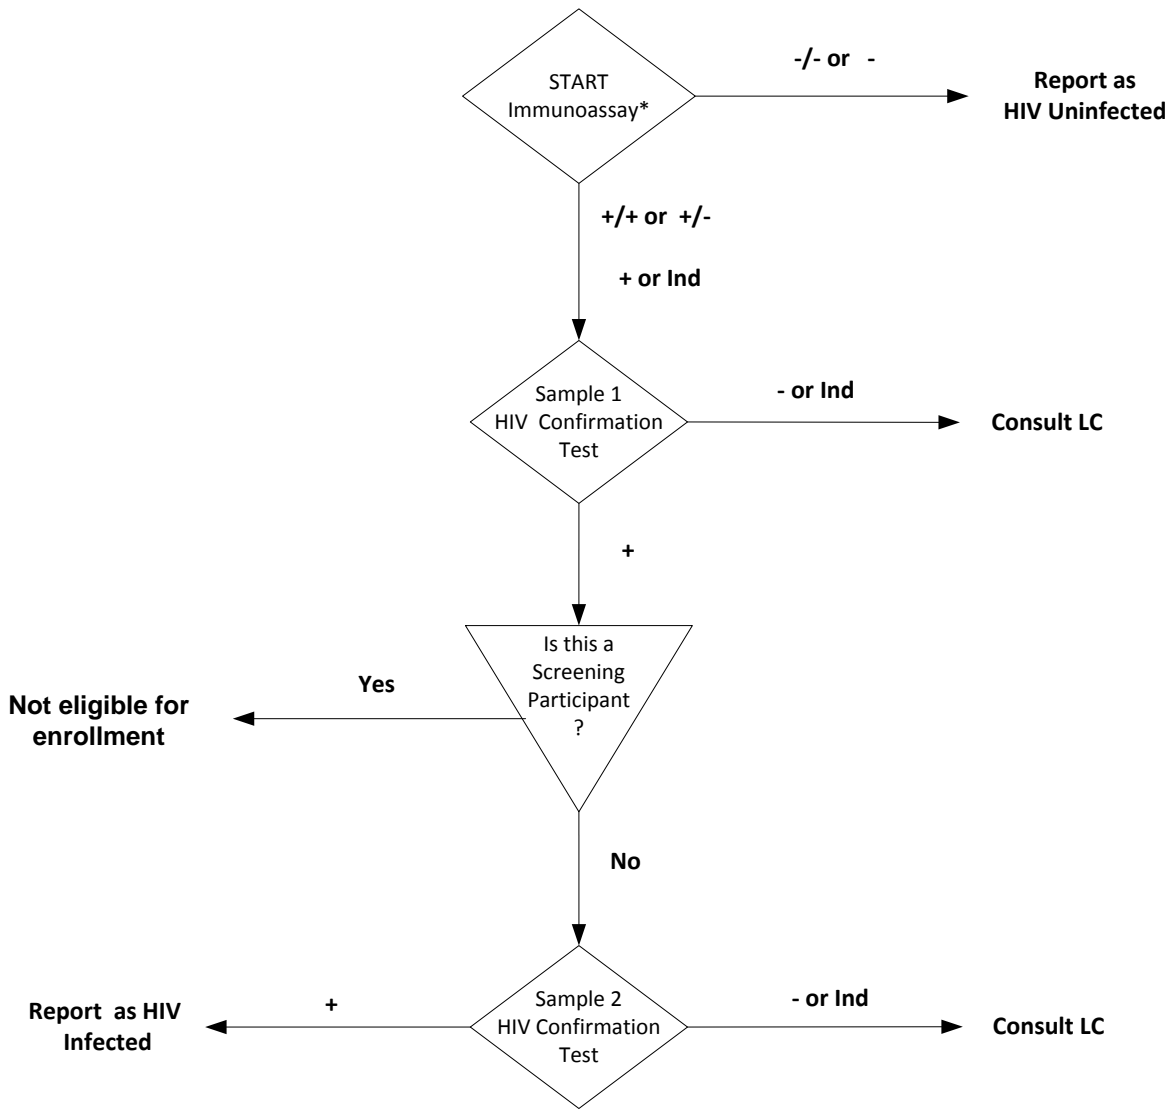 START
Immunoassay*
-/- or -
Report as
HIV Uninfected
+/+ or +/-
+ or Ind
Sample 1
HIV Confirmation
Test
- or Ind
Consult LC
+
Is this a
Screening
Participant
?
Yes
Not eligible for
enrollment
No
Sample 2
HIV Confirmation
Test
+
Report as HIV
Infected
- or Ind
Consult LC